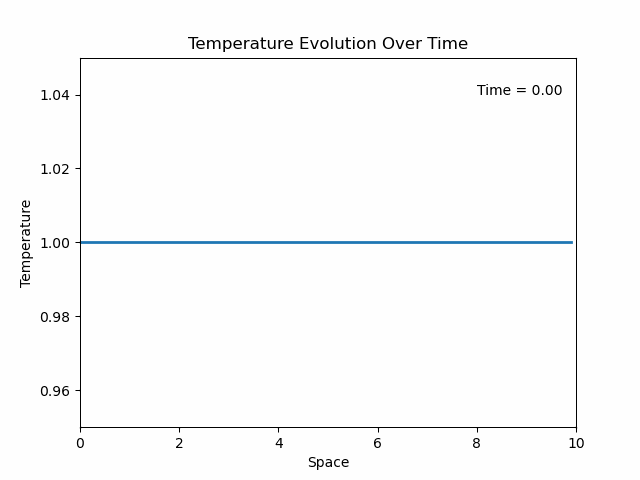 Temperature Evolution Over Time
Time = 0.00
1.04
1.02
1.00
0.98
0.96
Temperature
0 2 4 6 8 10
Space